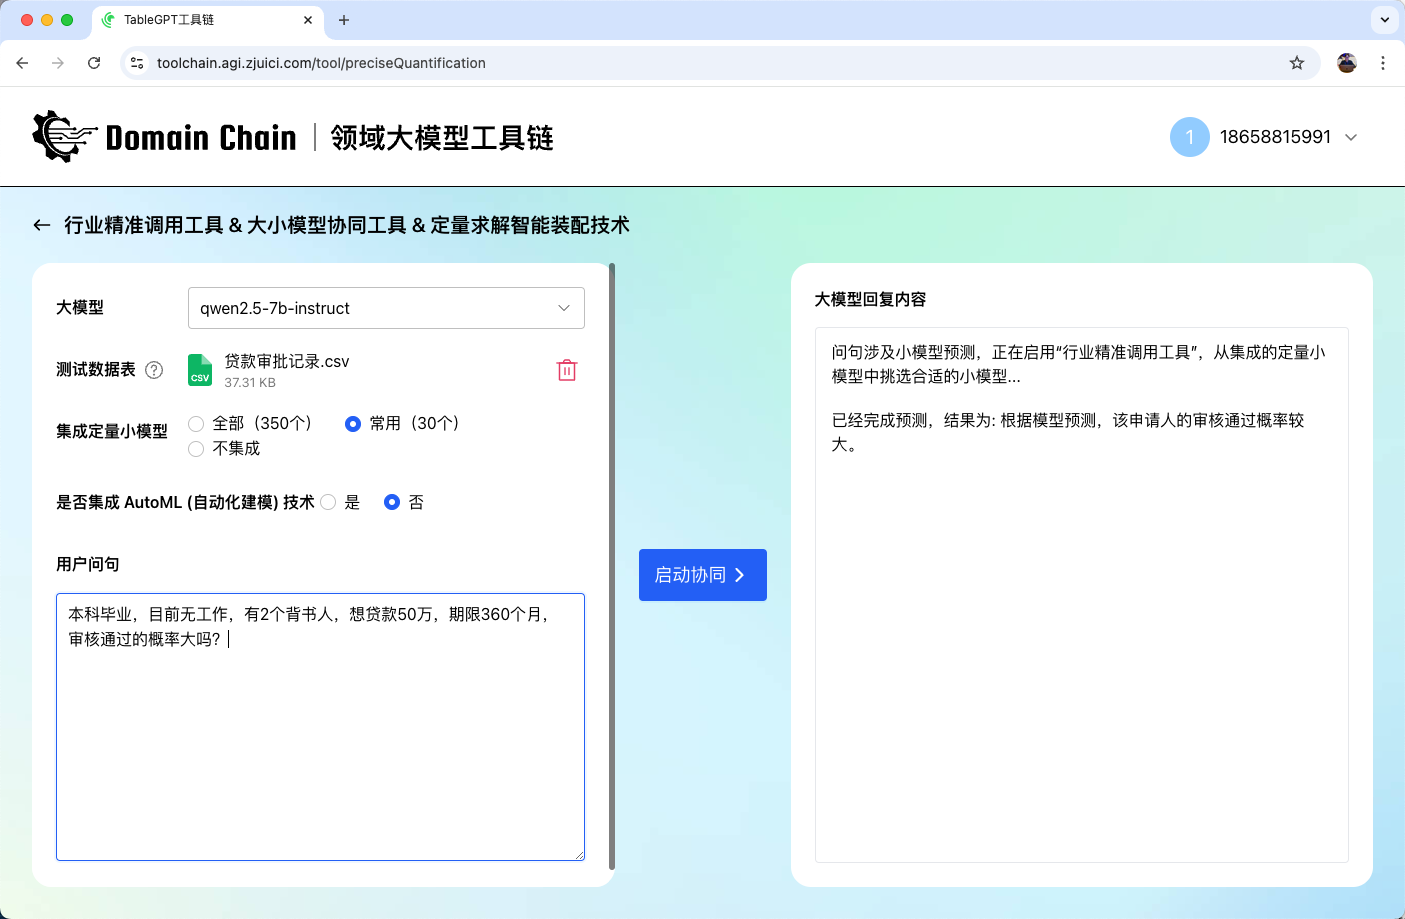 TableGPT工具链
toolchain.agi.zjuici.com/tool/preciseQuantification
Domain Chain | 领域大模型工具链
1 18658815991
行业精准调用工具 & 大小模型协同工具 & 定量求解智能装配技术
大模型
qwen2.5-7b-instruct
测试数据表 ?
CSV
贷款审批记录.csv
37.31 KB
集成定量小模型
全部（350个）
常用（30个）
不集成
是否集成 AutoML (自动化建模) 技术
是
否
用户问句
本科毕业，目前无工作，有2个背书人，想贷款50万，期限360个月，
审核通过的概率大吗？
启动协同
大模型回复内容
问句涉及小模型预测，正在启用“行业精准调用工具”，从集成的定量小
模型中挑选合适的小模型...
已经完成预测，结果为: 根据模型预测，该申请人的审核通过概率较
大。